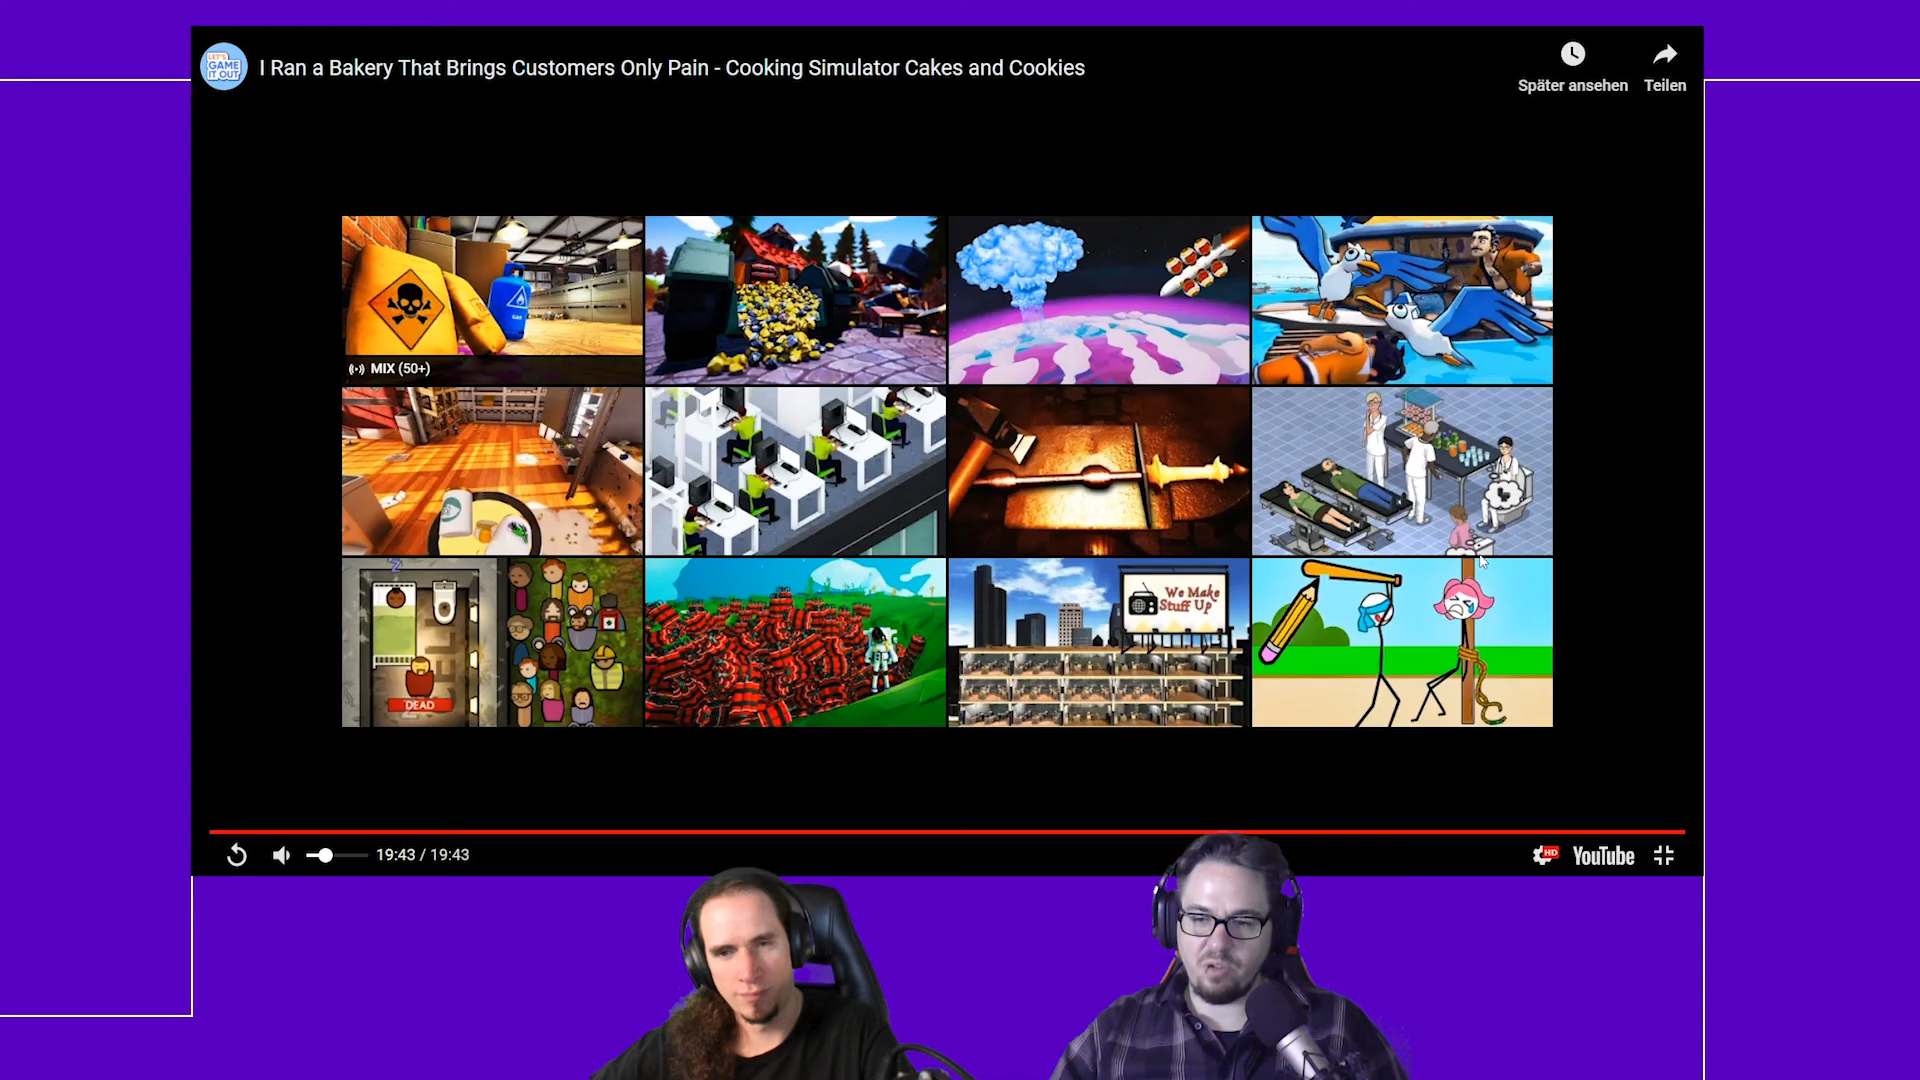 LET'S
GAME
IT OUT
I Ran a Bakery That Brings Customers Only Pain - Cooking Simulator Cakes and Cookies
Später ansehen
Teilen
GAS
MIX (50+)
Z
DEAD
We Make
Stuff Up
19:43 / 19:43
HD
YouTube